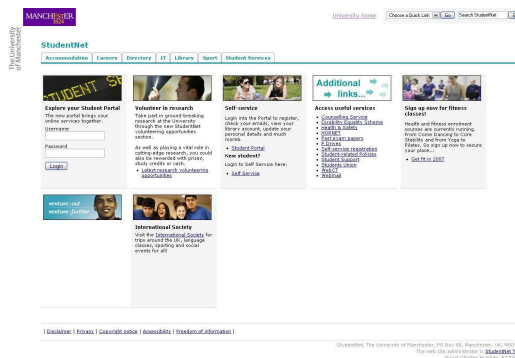 MANCHESTER
1824
The University
of Manchester
University home
Choose a Quick Link
Go
Search StudentNet
StudentNet
Accommodation
Careers
Directory
IT
Library
Sport
Student Services
STUDENT SE
Explore your Student Portal
The new portal brings your
online services together.
Username
Password
Login
Volunteer in research
Take part in ground-breaking
research at the University
through the new StudentNet
volunteering opportunities
section.
As well as playing a vital role in
cutting-edge research, you could
also be rewarded with prizes,
study credits or cash.
Latest research volunteering
opportunities
Self-service
Login into the Portal to register,
check your emails, view your
library account, update your
personal details and much
more.
Student Portal
New student?
Login to Self Service here:
Self Service
Additional
links...
Access useful services
Counselling Service
Disability Equality Scheme
Health & Safety
HORNET
Past exam papers
P Drives
Self-service registration
Student-related Policies
Student Support
Students Union
WebCT
Webmail
Sign up now for fitness
classes!
Health and fitness enrolment
courses are currently running.
From Come Dancing to Core
Stability and from Yoga to
Pilates. So sign up now to secure
your place...
Get fit in 2007
venture:out
venture:further
International Society
Visit the International Society for
trips around the UK, language
classes, sporting and social
events for all!
| Disclaimer | Privacy | Copyright notice | Accessibility | Freedom of information |
StudentNet, The University of Manchester, PO Box 88, Manchester, UK, M60
The web site administrator is StudentNet T
Royal Charter Number